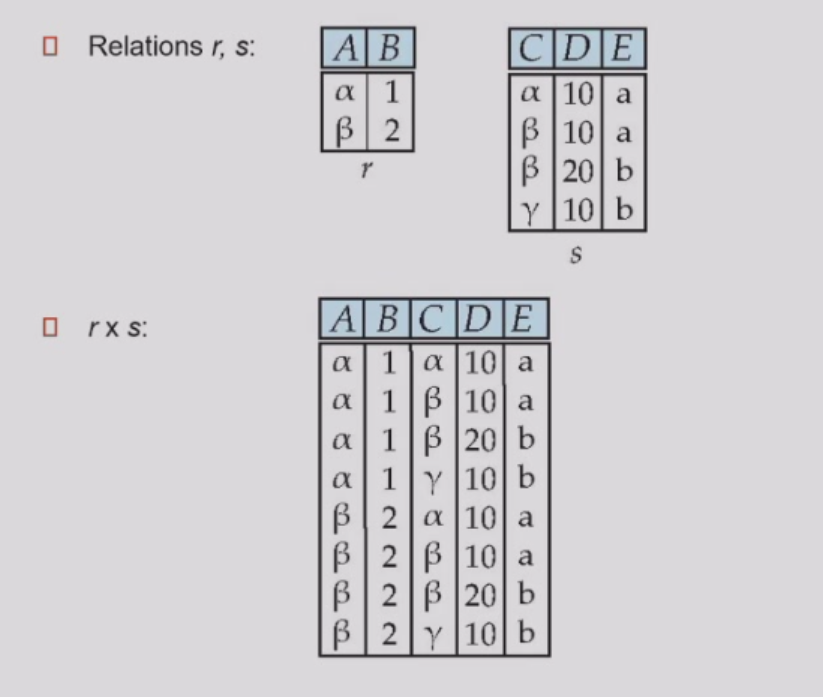 Relations r, s:
A B
α 1
β 2
r
C D E
α 10 a
β 10 a
β 20 b
γ 10 b
s
r x s:
A B C D E
α 1 α 10 a
α 1 β 10 a
α 1 β 20 b
α 1 γ 10 b
β 2 α 10 a
β 2 β 10 a
β 2 β 20 b
β 2 γ 10 b